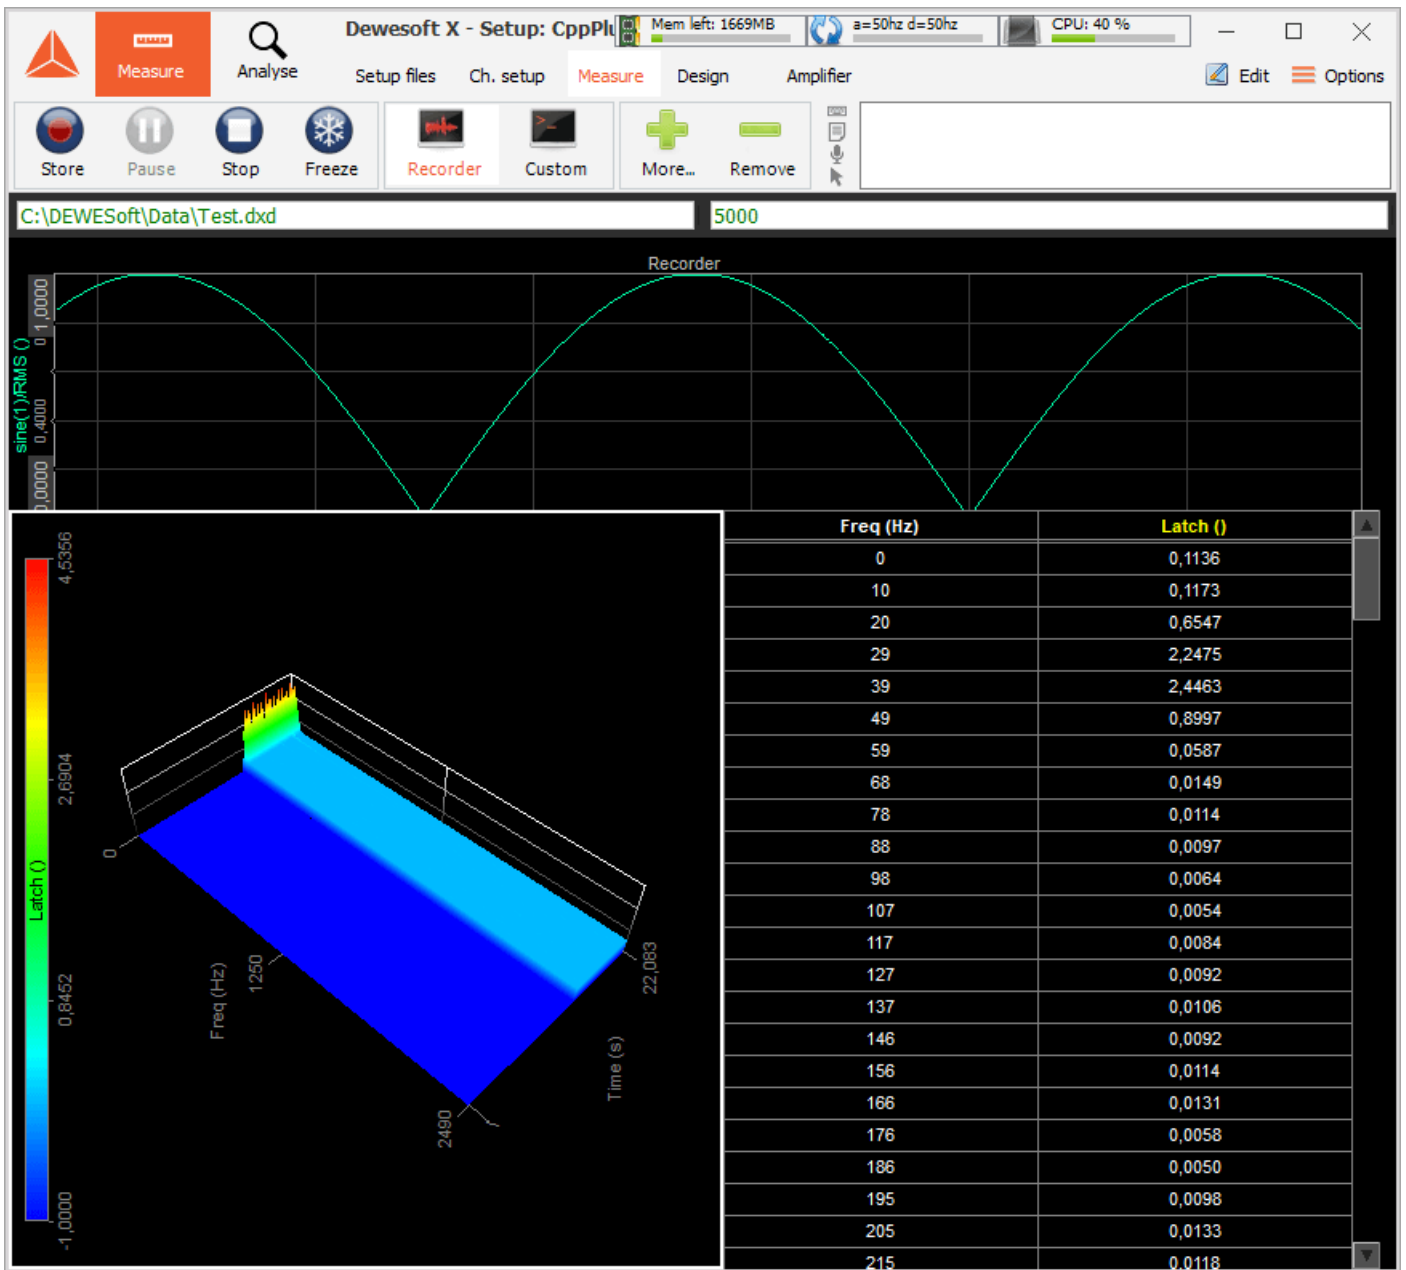 Dewesoft X - Setup: CppPlu
Mem left: 1669MB
a=50hz d=50hz
CPU: 40 %
Measure
Analyse
Setup files
Ch. setup
Measure
Design
Amplifier
Edit
Options
Store
Pause
Stop
Freeze
Recorder
Custom
More...
Remove
C:\DEWESoft\Data\Test.dxd
5000
Recorder
sine(1)/RMS ()
1,0000
0,4000
Latch ()
4,5356
2,6904
0,8452
-1,0000
0
1250
2490
Freq (Hz)
22,083
Time (s)
Freq (Hz) Latch ()
0 0,1136
10 0,1173
20 0,6547
29 2,2475
39 2,4463
49 0,8997
59 0,0587
68 0,0149
78 0,0114
88 0,0097
98 0,0064
107 0,0054
117 0,0084
127 0,0092
137 0,0106
146 0,0092
156 0,0114
166 0,0131
176 0,0058
186 0,0050
195 0,0098
205 0,0133
215 0,0118